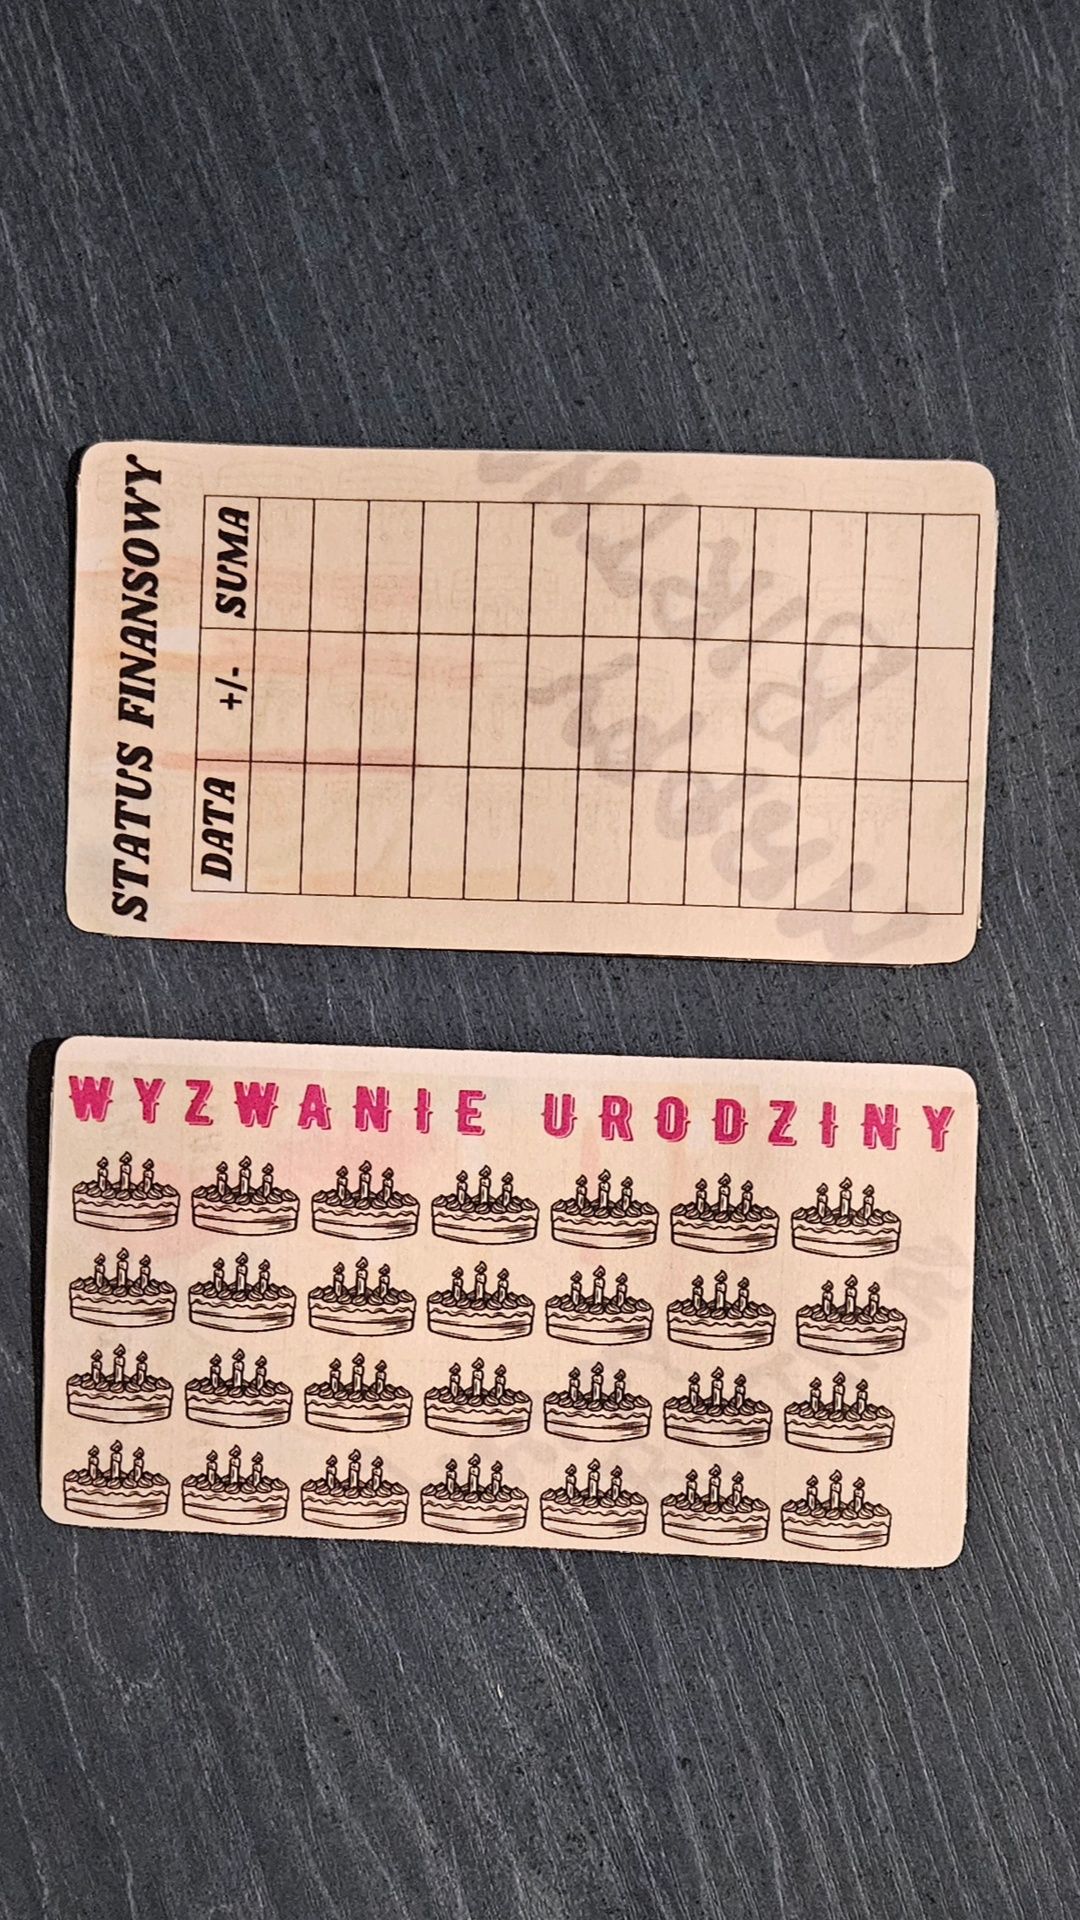 STATUS FINANSOWY
DATA +/- SUMA
WYZWANIE URODZINY